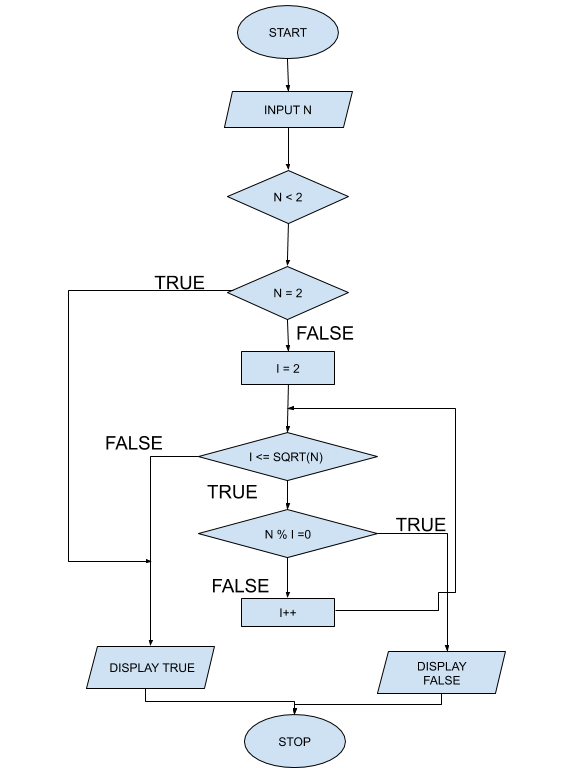 START
INPUT N
N < 2
TRUE
N = 2
FALSE
I = 2
FALSE
I <= SQRT(N)
TRUE
N % I =0
TRUE
FALSE
I++
DISPLAY TRUE
DISPLAY
FALSE
STOP